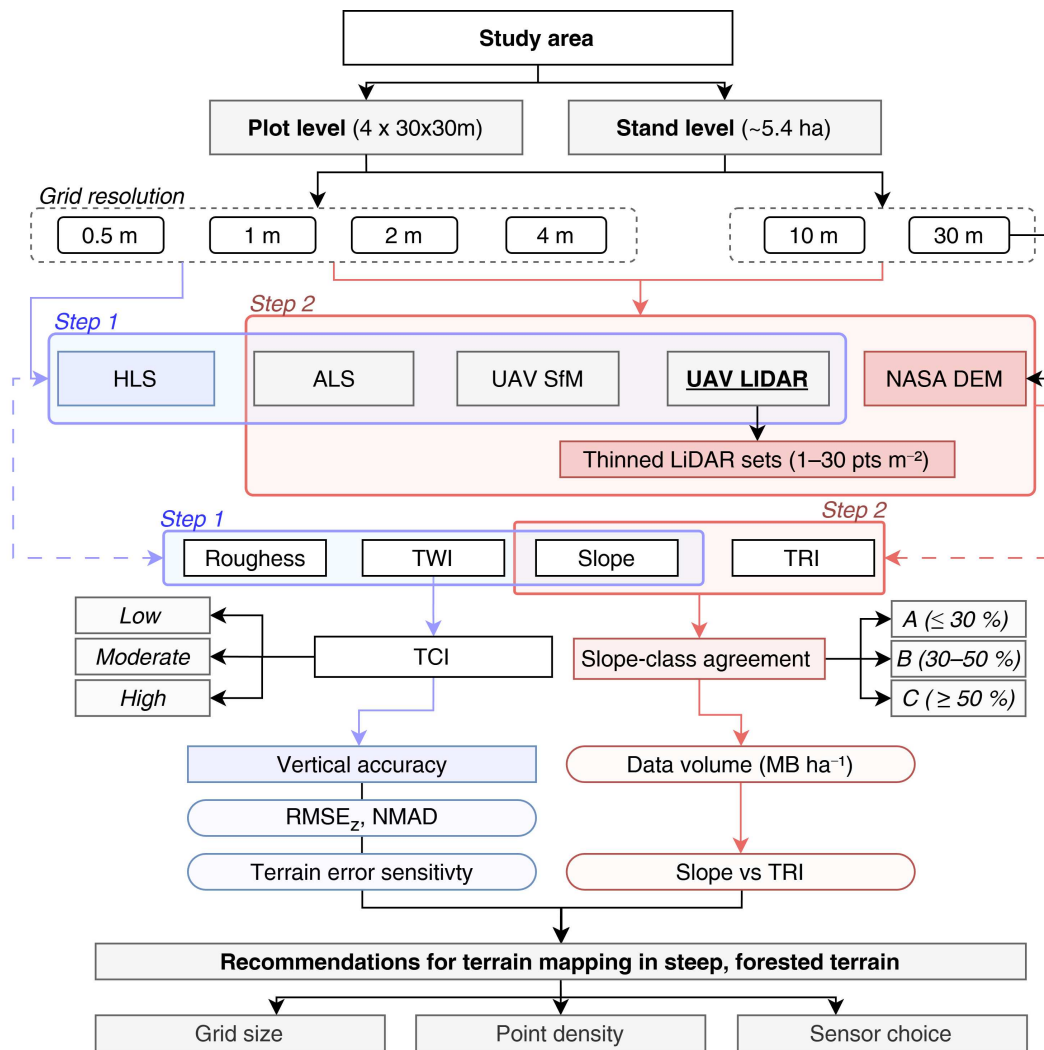 Study area
Plot level (4 x 30x30m)
Stand level (~5.4 ha)
Grid resolution
0.5 m
1 m
2 m
4 m
10 m
30 m
Step 2
Step 1
HLS
ALS
UAV SfM
UAV LIDAR
NASA DEM
Thinned LiDAR sets (1–30 pts m⁻²)
Step 1
Step 2
Roughess
TWI
Slope
TRI
Low
Moderate
High
TCI
Slope-class agreement
A (≤ 30 %)
B (30–50 %)
C (≥ 50 %)
Vertical accuracy
Data volume (MB ha⁻¹)
RMSE_z, NMAD
Terrain error sensitivty
Slope vs TRI
Recommendations for terrain mapping in steep, forested terrain
Grid size
Point density
Sensor choice